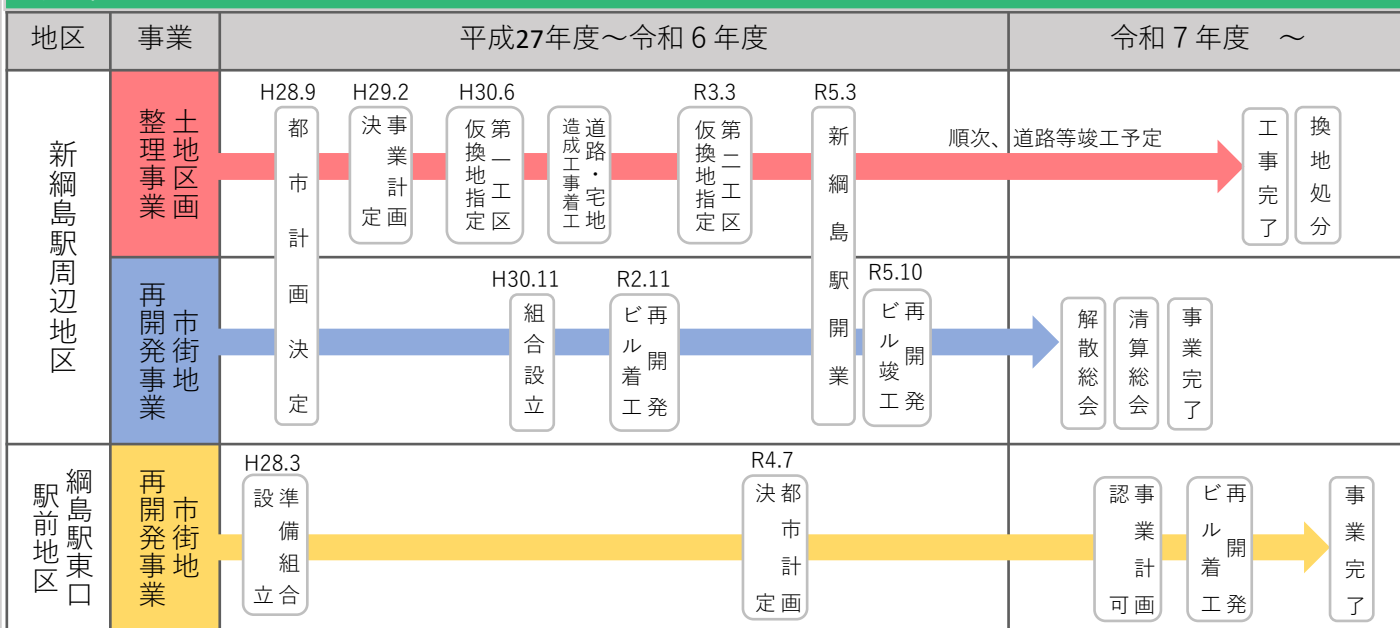 地区
事業
平成27年度～令和６年度
令和７年度　～
新綱島駅周辺地区
土地区画
整理事業
H28.9
都市計画決定
H29.2
事業計画
決定
H30.6
第一工区
仮換地指定
道路・宅地
造成工事着工
R3.3
第二工区
仮換地指定
R5.3
新綱島駅開業
順次、道路等竣工予定
工事完了
換地処分
市街地
再開発事業
H30.11
組合設立
R2.11
再開発
ビル着工
R5.10
再開発
ビル竣工
解散総会
清算総会
事業完了
綱島駅東口
駅前地区
市街地
再開発事業
H28.3
準備組合
設立
R4.7
都市計画
決定
事業計画
認可
再開発
ビル着工
事業完了